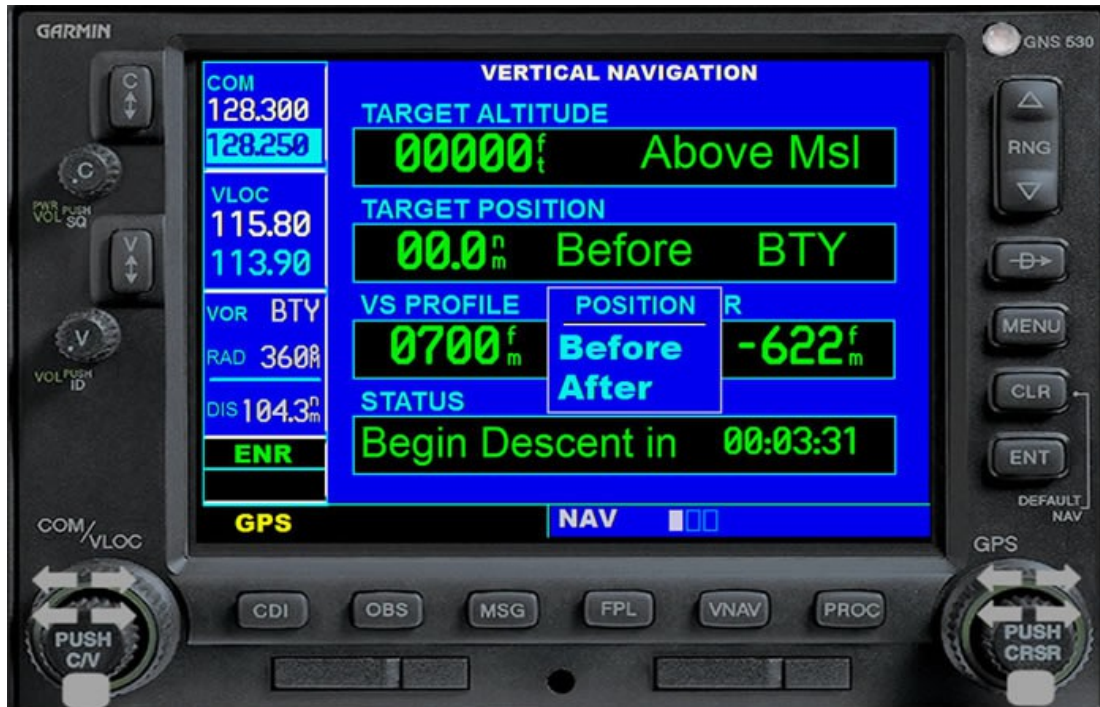 GARMIN
GNS 530
C
C
PWR
VOL
PUSH
SQ
V
V
VOL
PUSH
ID
COM/VLOC
PUSH
C/V
COM
128.300
128.250
VLOC
115.80
113.90
VOR BTY
RAD 360°M
DIS 104.3nm
ENR
GPS
VERTICAL NAVIGATION
TARGET ALTITUDE
00000ft Above Msl
TARGET POSITION
00.0nm Before BTY
VS PROFILE
R
0700fm
-622fm
POSITION
Before
After
STATUS
Begin Descent in 00:03:31
NAV
RNG
D
MENU
CLR
ENT
DEFAULT
NAV
GPS
PUSH
CRSR
CDI OBS MSG FPL VNAV PROC